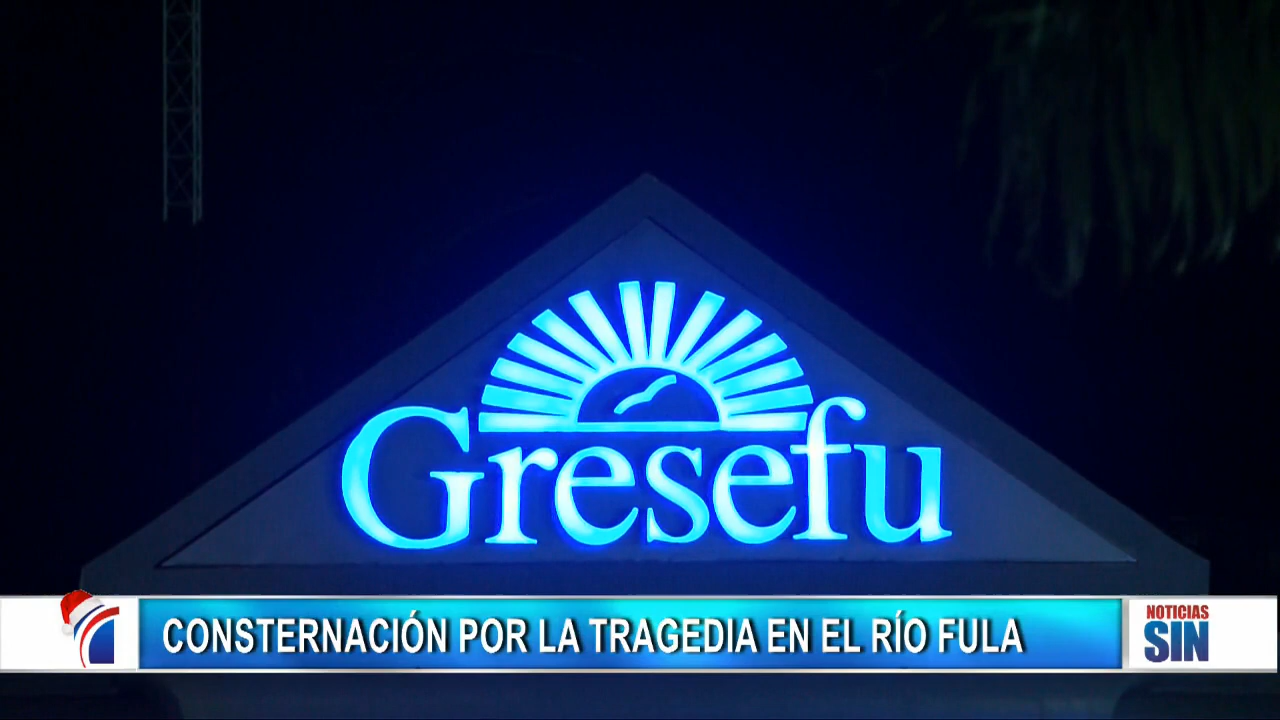 Gresefu
CONSTERNACIÓN POR LA TRAGEDIA EN EL RÍO FULA
NOTICIAS
SIN